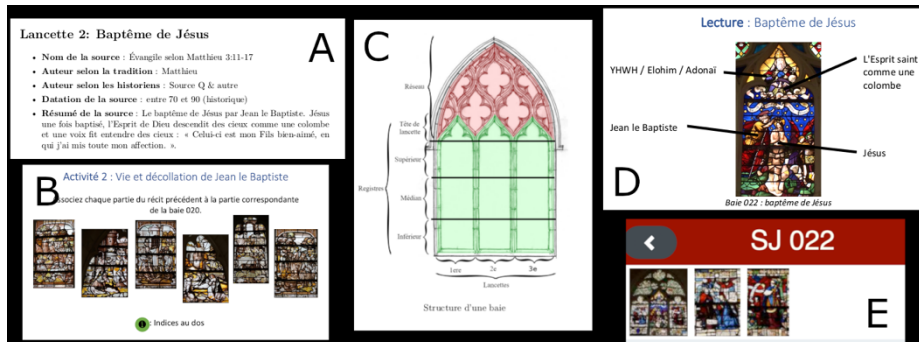 A
Lancette 2: Baptême de Jésus
• Nom de la source : Évangile selon Matthieu 3:11-17
• Auteur selon la tradition : Matthieu
• Auteur selon les historiens : Source Q & autre
• Datation de la source : entre 70 et 90 (historique)
• Résumé de la source : Le baptême de Jésus par Jean le Baptiste. Jésus
une fois baptisé, l'Esprit de Dieu descendit des cieux comme une colombe
et une voix fit entendre des cieux : « Celui-ci est mon Fils bien-aimé, en
qui j'ai mis toute mon affection. ».
B
Activité 2 : Vie et décollation de Jean le Baptiste
ssociez chaque partie du récit précédent à la partie correspondante
de la baie 020.
: Indices au dos
C
Réseau
Tête de
lancette
Supérieur
Registres
Médian
Inférieur
1ere
2e
3e
Lancettes
Structure d'une baie
Lecture : Baptême de Jésus
YHWH / Elohim / Adonaï
L'Esprit saint
comme une
colombe
Jean le Baptiste
Jésus
D
Baie 022 : baptême de Jésus
SJ 022
E